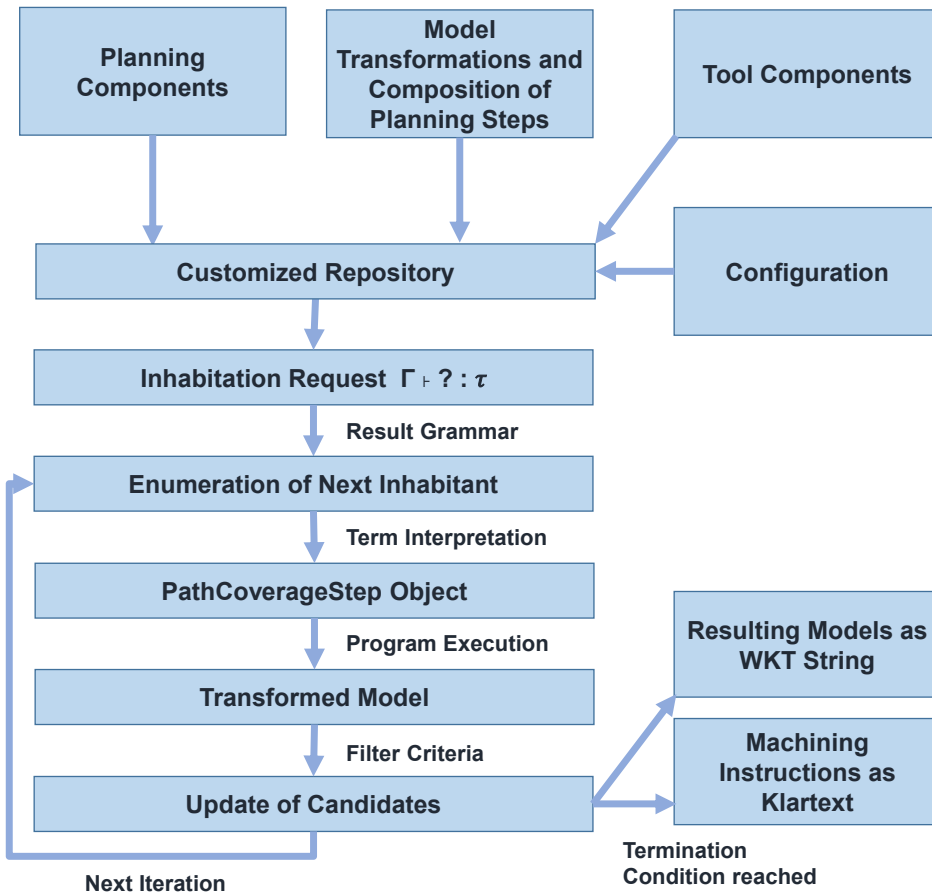 Planning
Components
Model
Transformations and
Composition of
Planning Steps
Tool Components
Customized Repository
Configuration
Inhabitation Request Γ ⊦ ? : τ
Result Grammar
Enumeration of Next Inhabitant
Term Interpretation
PathCoverageStep Object
Program Execution
Resulting Models as
WKT String
Transformed Model
Filter Criteria
Machining
Instructions as
Klartext
Update of Candidates
Termination
Condition reached
Next Iteration